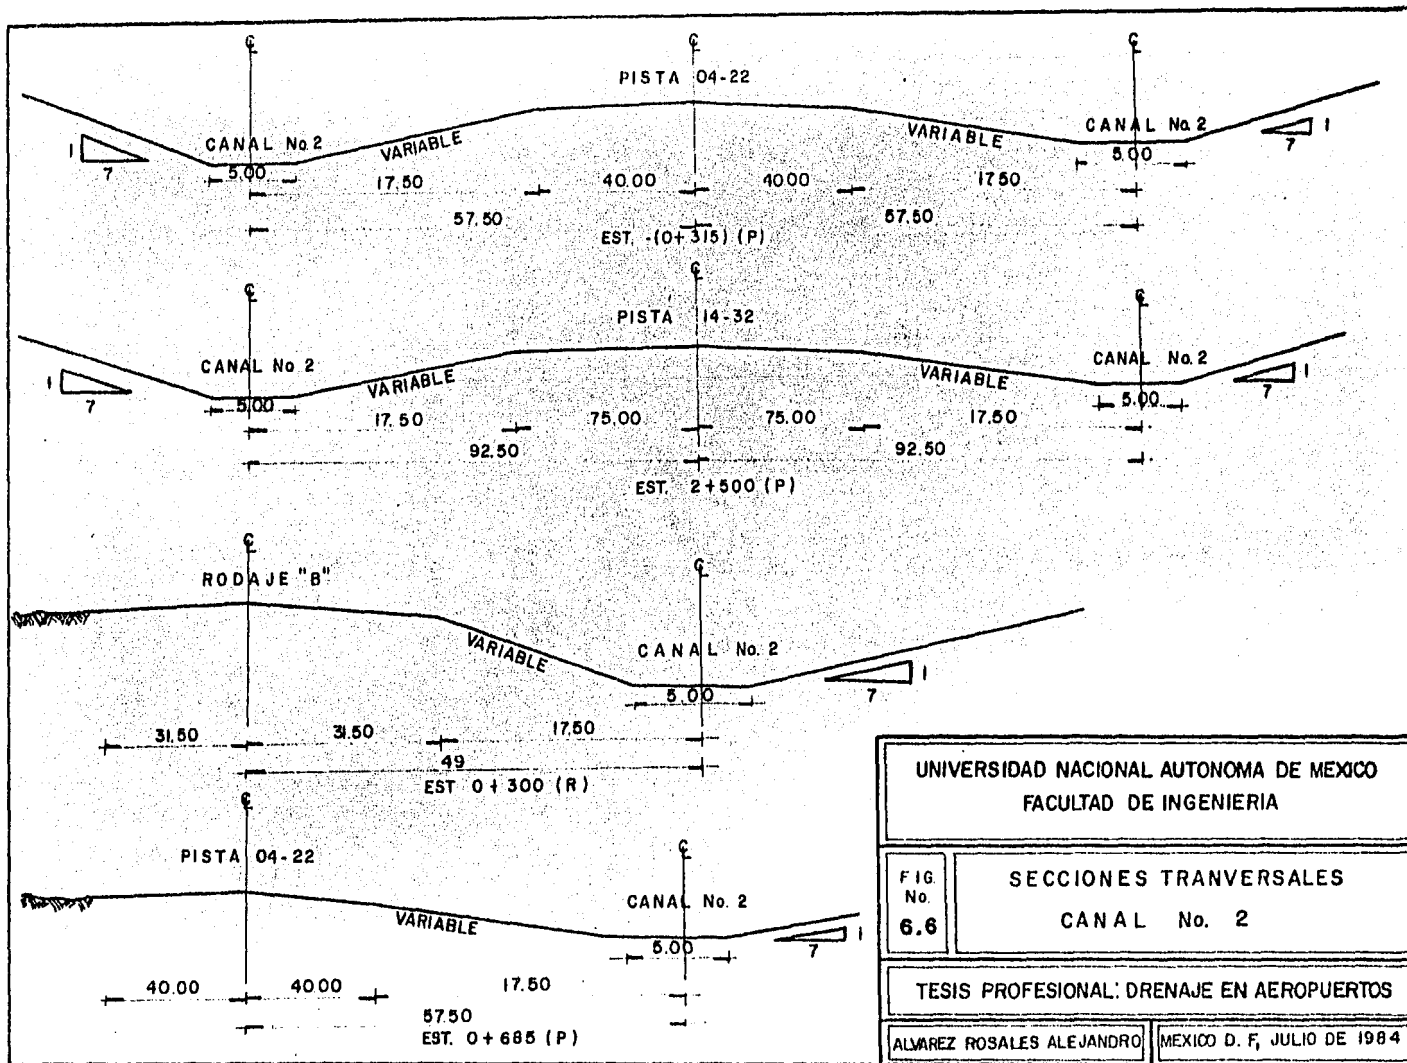 ℄ ℄ ℄
PISTA 04-22
CANAL No. 2 VARIABLE VARIABLE CANAL No. 2
1 7 5.00 5.00 1 7
17.50 40.00 40.00 17.50
57.50 57.50
EST. -(0+315) (P)
℄ ℄ ℄
PISTA 14-32
CANAL No. 2 VARIABLE VARIABLE CANAL No. 2
1 7 5.00 5.00 1 7
17.50 75.00 75.00 17.50
92.50 92.50
EST. 2+500 (P)
℄ ℄
RODAJE "B"
VARIABLE CANAL No. 2
5.00 7 1
31.50 31.50 17.50
49
EST 0+300 (R)
℄ ℄
PISTA 04-22
VARIABLE CANAL No. 2
5.00 7 1
40.00 40.00 17.50
57.50
EST. 0+685 (P)
UNIVERSIDAD NACIONAL AUTONOMA DE MEXICO
FACULTAD DE INGENIERIA
FIG.
No.
6.6
SECCIONES TRANVERSALES
CANAL No. 2
TESIS PROFESIONAL: DRENAJE EN AEROPUERTOS
ALVAREZ ROSALES ALEJANDRO
MEXICO D. F, JULIO DE 1984